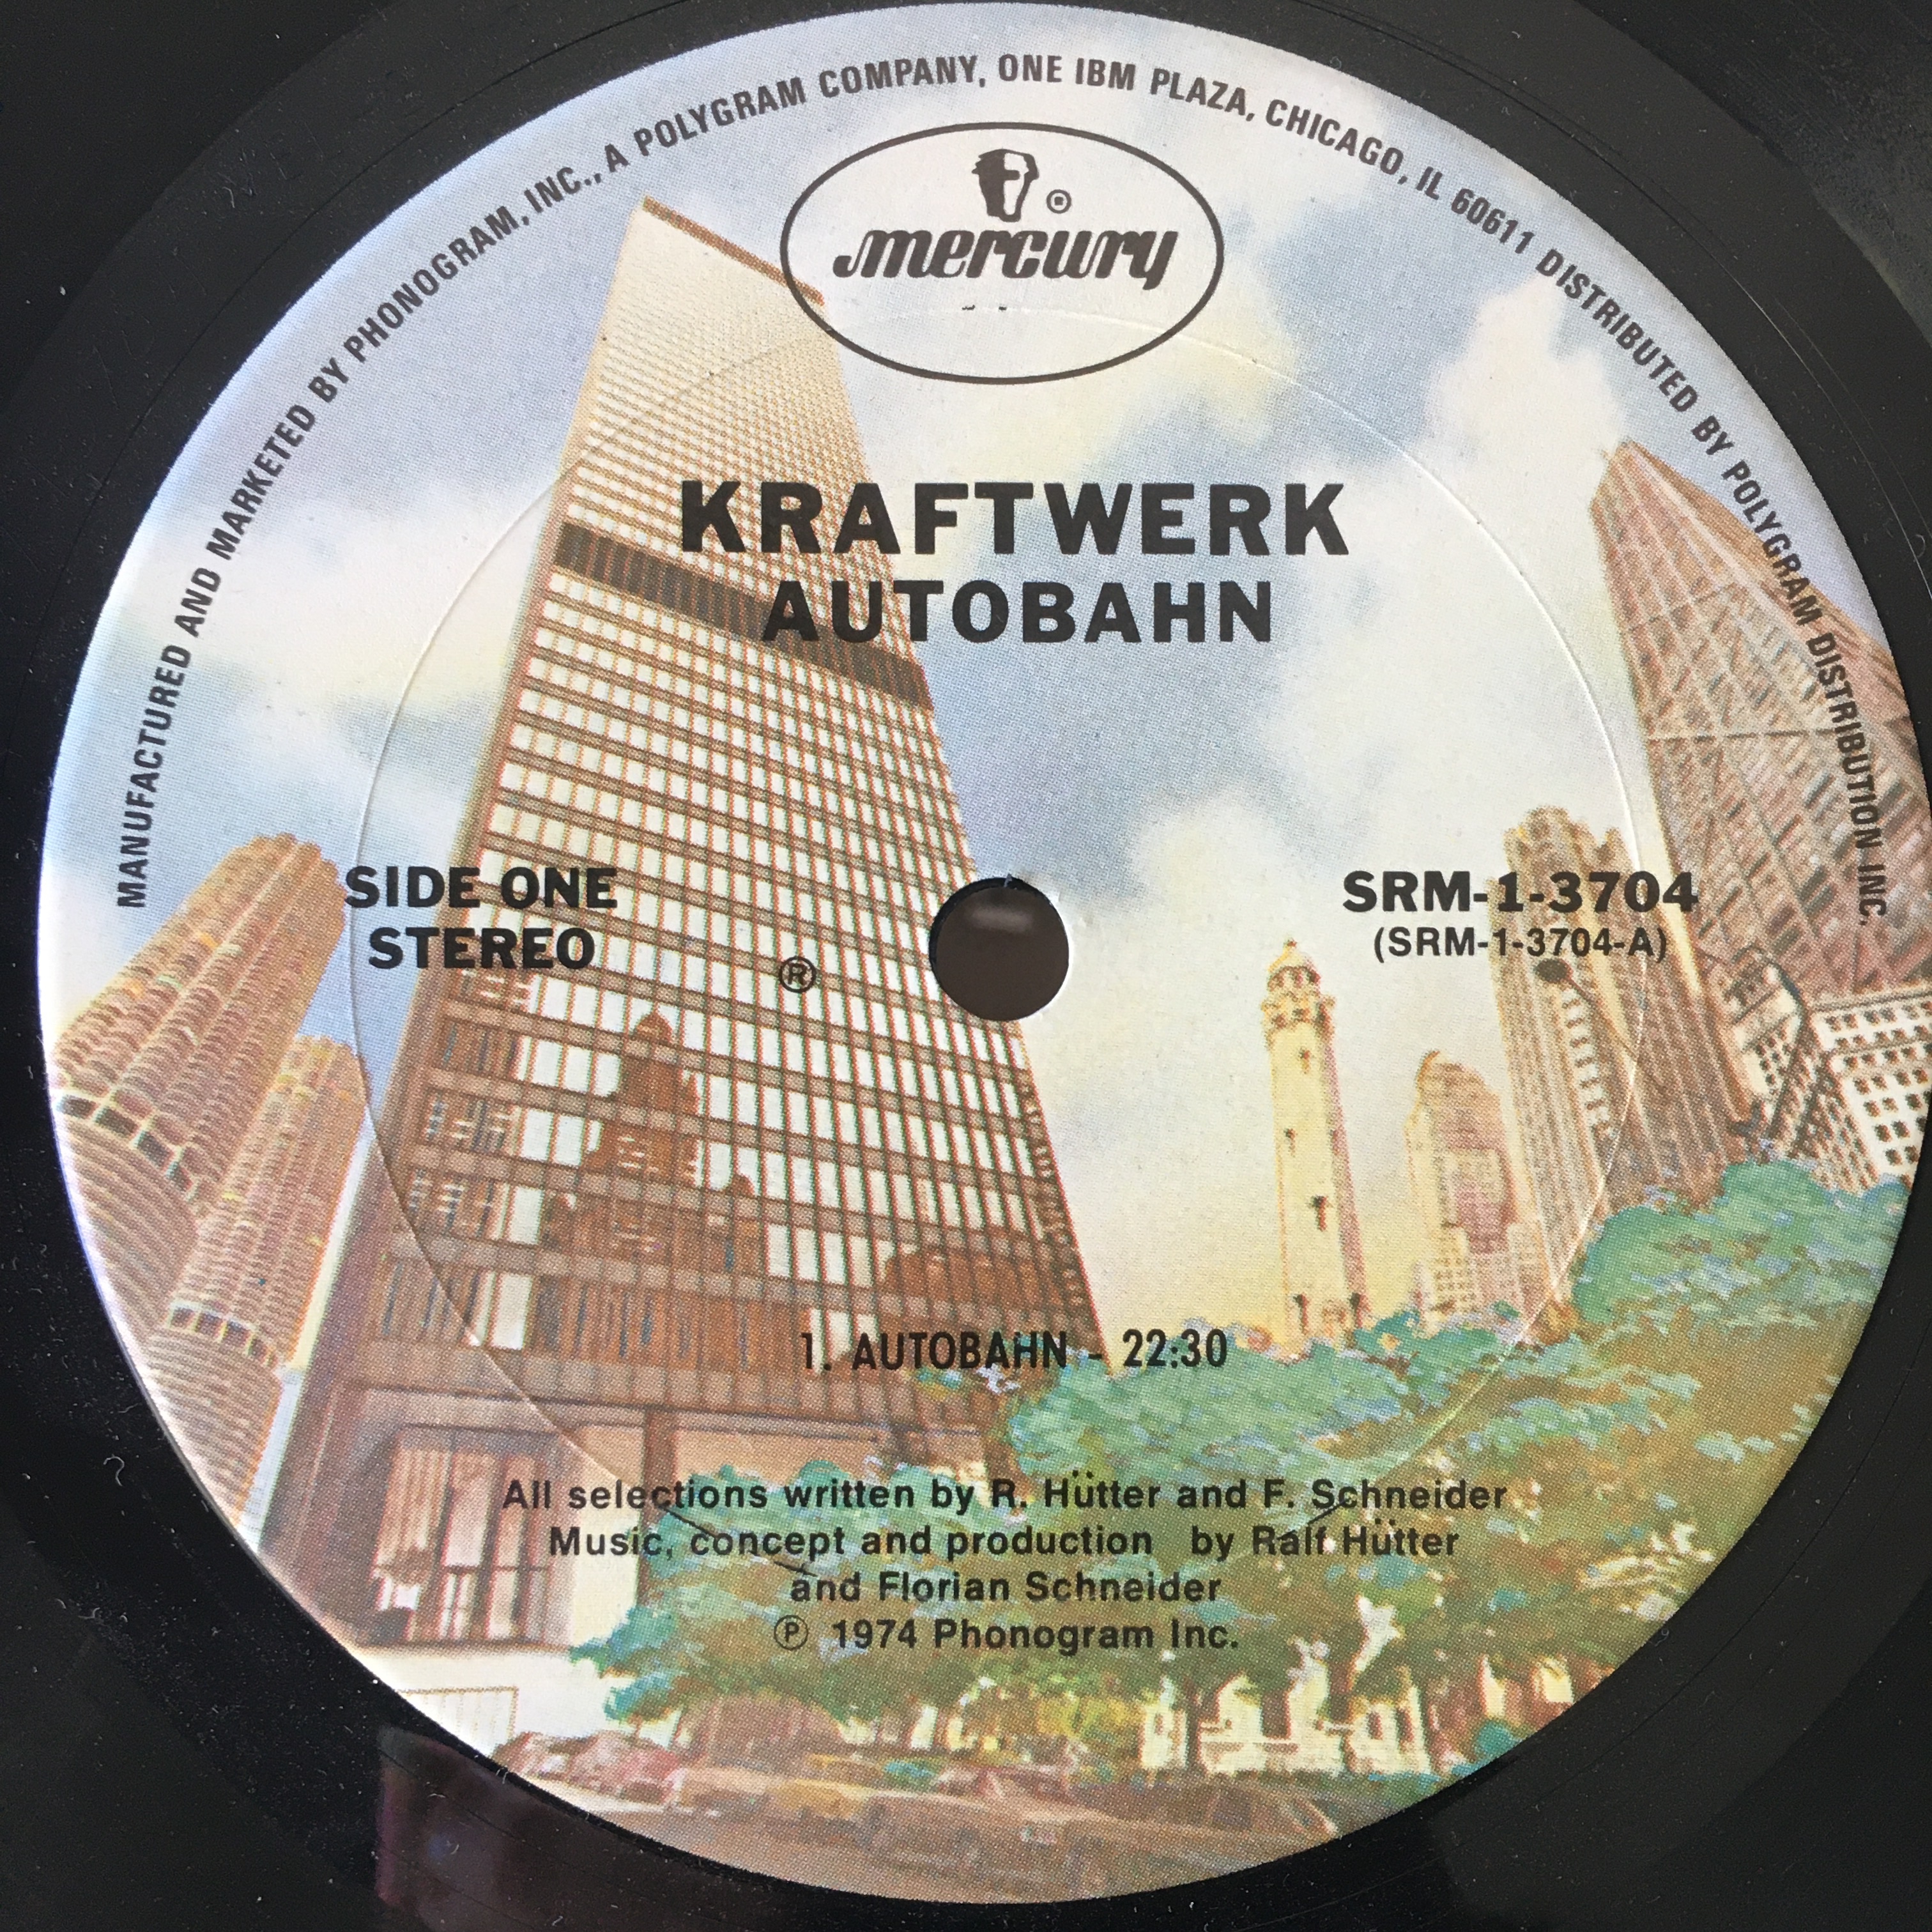 MANUFACTURED AND MARKETED BY PHONOGRAM, INC., A POLYGRAM COMPANY, ONE IBM PLAZA, CHICAGO, IL 60611 DISTRIBUTED BY POLYGRAM DISTRIBUTION INC.
®
mercury
KRAFTWERK
AUTOBAHN
SIDE ONE
STEREO
®
SRM-1-3704
(SRM-1-3704-A)
1. AUTOBAHN - 22:30
All selections written by R. Hütter and F. Schneider
Music, concept and production by Ralf Hütter
and Florian Schneider
℗ 1974 Phonogram Inc.